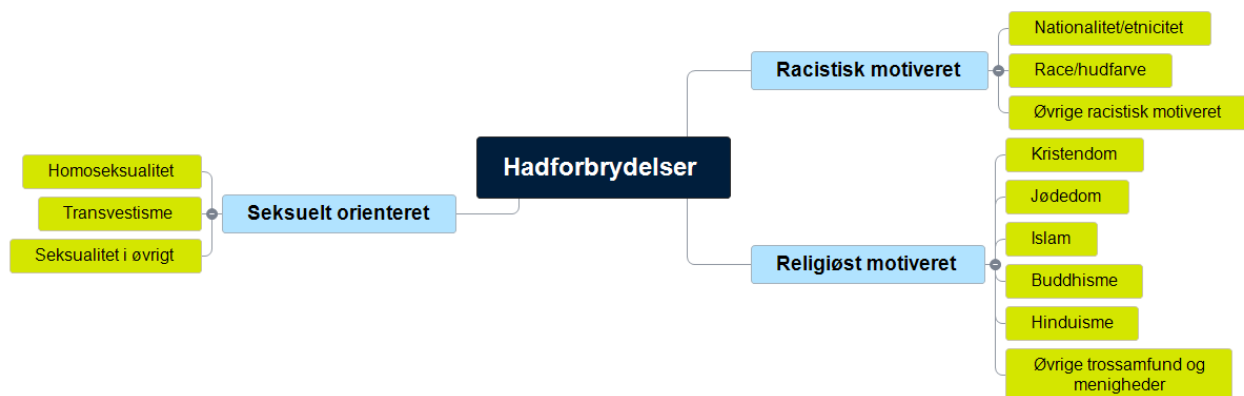 Hadforbrydelser
Racistisk motiveret
Nationalitet/etnicitet
Race/hudfarve
Øvrige racistisk motiveret
Religiøst motiveret
Kristendom
Jødedom
Islam
Buddhisme
Hinduisme
Øvrige trossamfund og
menigheder
Seksuelt orienteret
Homoseksualitet
Transvestisme
Seksualitet i øvrigt